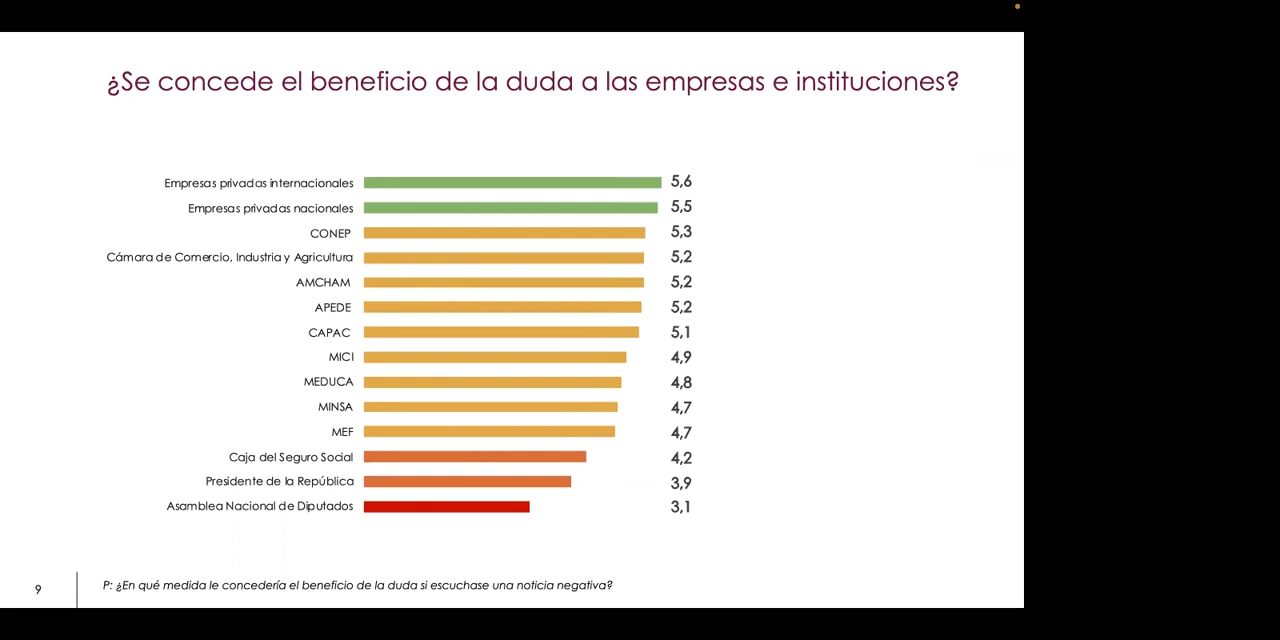 ¿Se concede el beneficio de la duda a las empresas e instituciones?
Empresas privadas internacionales 5,6
Empresas privadas nacionales 5,5
CONEP 5,3
Cámara de Comercio, Industria y Agricultura 5,2
AMCHAM 5,2
APEDE 5,2
CAPAC 5,1
MICI 4,9
MEDUCA 4,8
MINSA 4,7
MEF 4,7
Caja del Seguro Social 4,2
Presidente de la República 3,9
Asamblea Nacional de Diputados 3,1
9 P: ¿En qué medida le concedería el beneficio de la duda si escuchase una noticia negativa?